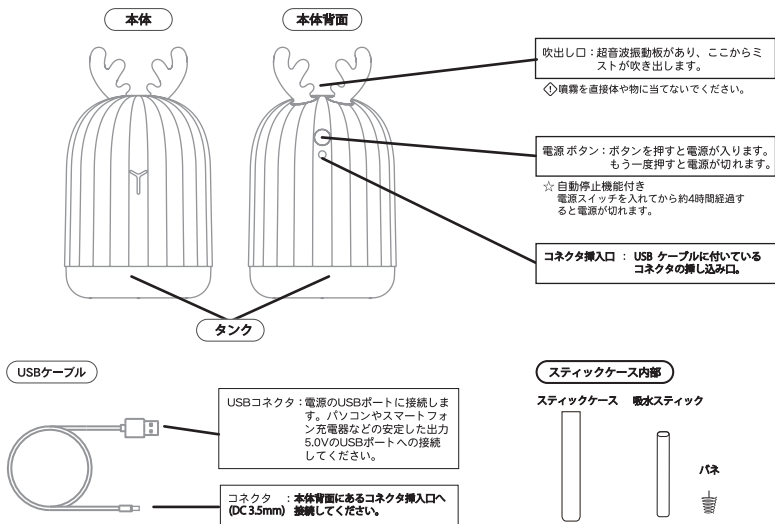 本体
本体背面
吹出し口：超音波振動板があり、ここからミ
ストが吹き出します。
噴霧を直接体や物に当てないでください。
電源 ボタン：ボタンを押すと電源が入ります。
もう一度押すと電源が切れます。
☆ 自動停止機能付き
電源スイッチを入れてから約4時間経過す
ると電源が切れます。
コネクタ挿入口 ： USB ケーブルに付いている
コネクタの挿し込み口。
タンク
USBケーブル
USBコネクタ：電源のUSBポートに接続しま
す。パソコンやスマートフォ
ン充電器などの安定した出力
5.0VのUSBポートへの接続
してください。
コネクタ ：本体背面にあるコネクタ挿入口へ
(DC 3.5mm) 接続してください。
スティックケース内部
スティックケース 吸水スティック
バネ